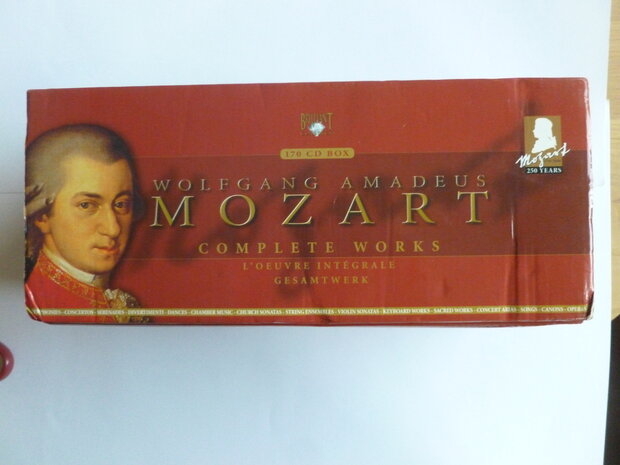 BRILLIANT
170 CD BOX
WOLFGANG AMADEUS
MOZART
COMPLETE WORKS
L'OEUVRE INTÉGRALE
GESAMTWERK
Mozart
250 YEARS
CONCERTOS - SERENADES - DIVERTIMENTI - DANCES - CHAMBER MUSIC - CHURCH SONATAS - STRING ENSEMBLES - VIOLIN SONATAS - KEYBOARD WORKS - SACRED WORKS - CONCERT ARIAS - SONGS - CANONS - OPERAS